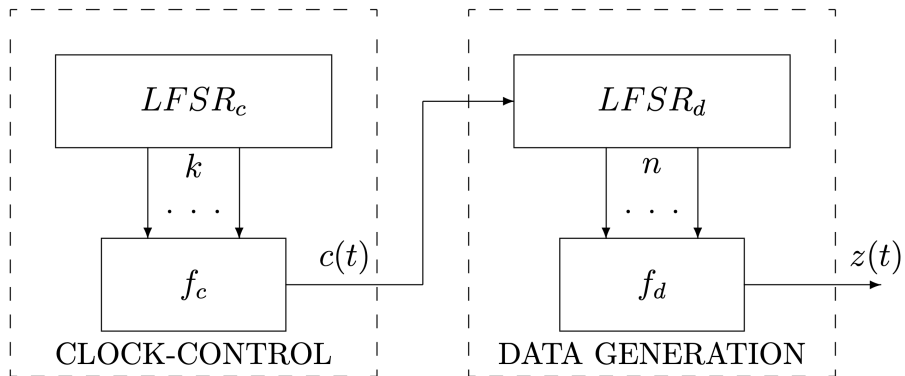 LFSR_c
k
. . .
f_c
c(t)
CLOCK-CONTROL
LFSR_d
n
. . .
f_d
z(t)
DATA GENERATION